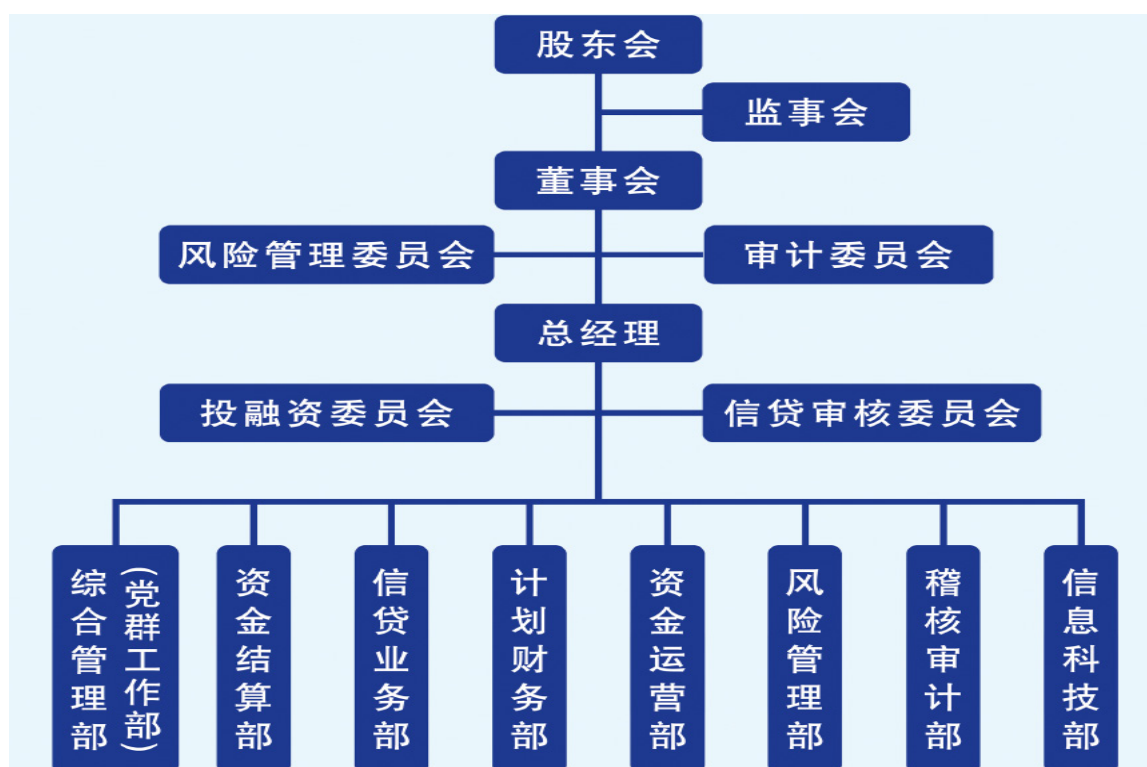 股东会
监事会
董事会
风险管理委员会
审计委员会
总经理
投融资委员会
信贷审核委员会
综合管理部
(党群工作部)
资金结算部
信贷业务部
计划财务部
资金运营部
风险管理部
稽核审计部
信息科技部